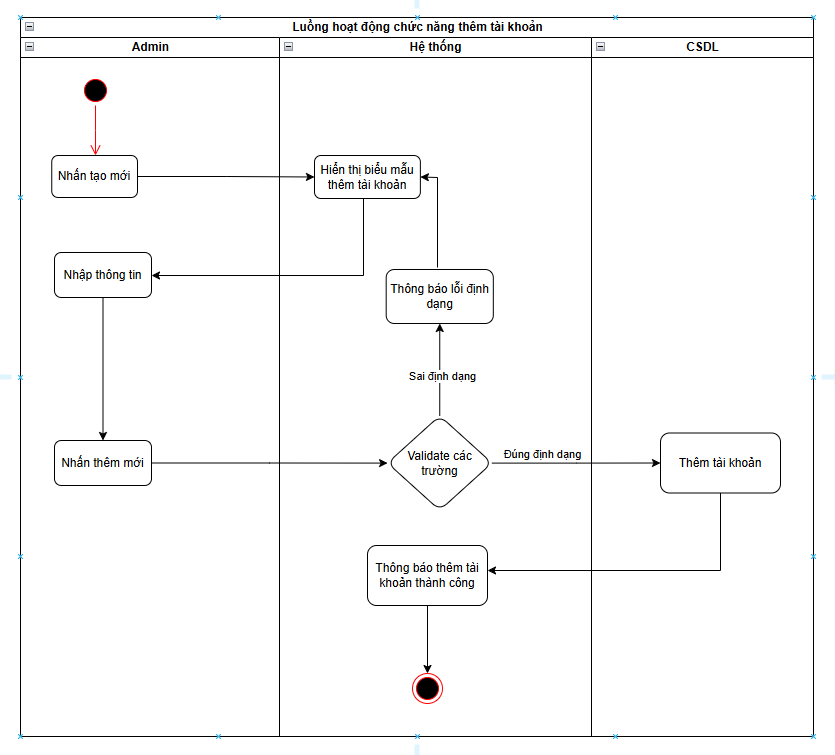 Luồng hoạt động chức năng thêm tài khoản
Admin
Hệ thống
CSDL
Nhấn tạo mới
Hiển thị biểu mẫu
thêm tài khoản
Nhập thông tin
Thông báo lỗi định
dạng
Sai định dạng
Nhấn thêm mới
Validate các
trường
Đúng định dạng
Thêm tài khoản
Thông báo thêm tài
khoản thành công